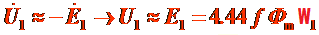 U̇₁ ≈ −Ė₁ → U₁ ≈ E₁ = 4.44 f Φₘ W₁